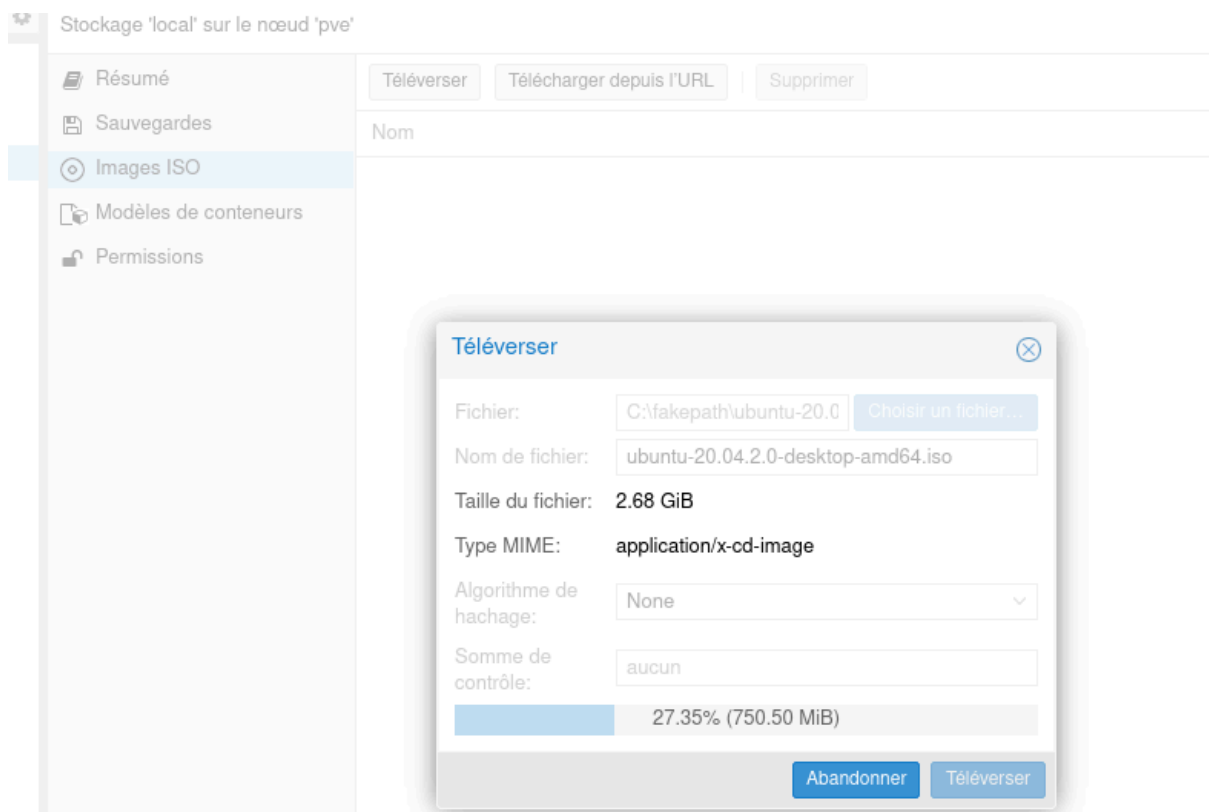 Stockage 'local' sur le nœud 'pve'
Résumé
Sauvegardes
Images ISO
Modèles de conteneurs
Permissions
Téléverser Télécharger depuis l'URL Supprimer
Nom
Téléverser
Fichier: C:\fakepath\ubuntu-20.0 Choisir un fichier...
Nom de fichier: ubuntu-20.04.2.0-desktop-amd64.iso
Taille du fichier: 2.68 GiB
Type MIME: application/x-cd-image
Algorithme de
hachage: None
Somme de
contrôle: aucun
27.35% (750.50 MiB)
Abandonner Téléverser